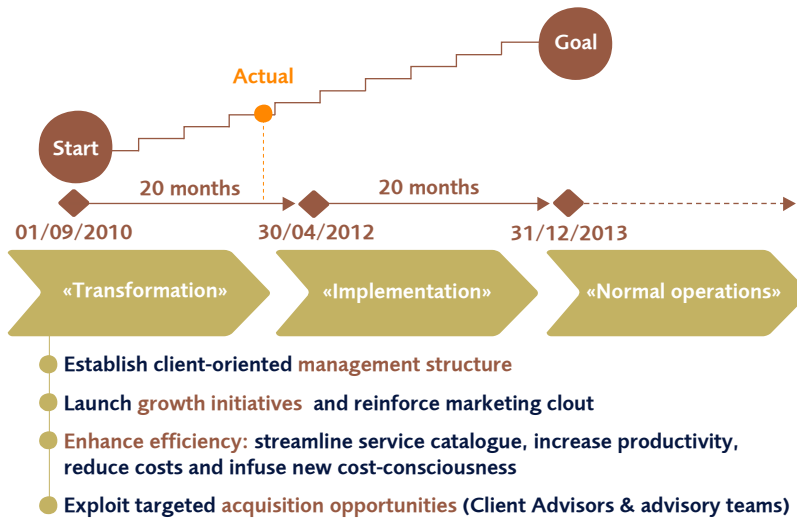 Goal
Actual
Start
20 months
20 months
01/09/2010
30/04/2012
31/12/2013
«Transformation»
«Implementation»
«Normal operations»
Establish client-oriented management structure
Launch growth initiatives and reinforce marketing clout
Enhance efficiency: streamline service catalogue, increase productivity,
reduce costs and infuse new cost-consciousness
Exploit targeted acquisition opportunities (Client Advisors & advisory teams)